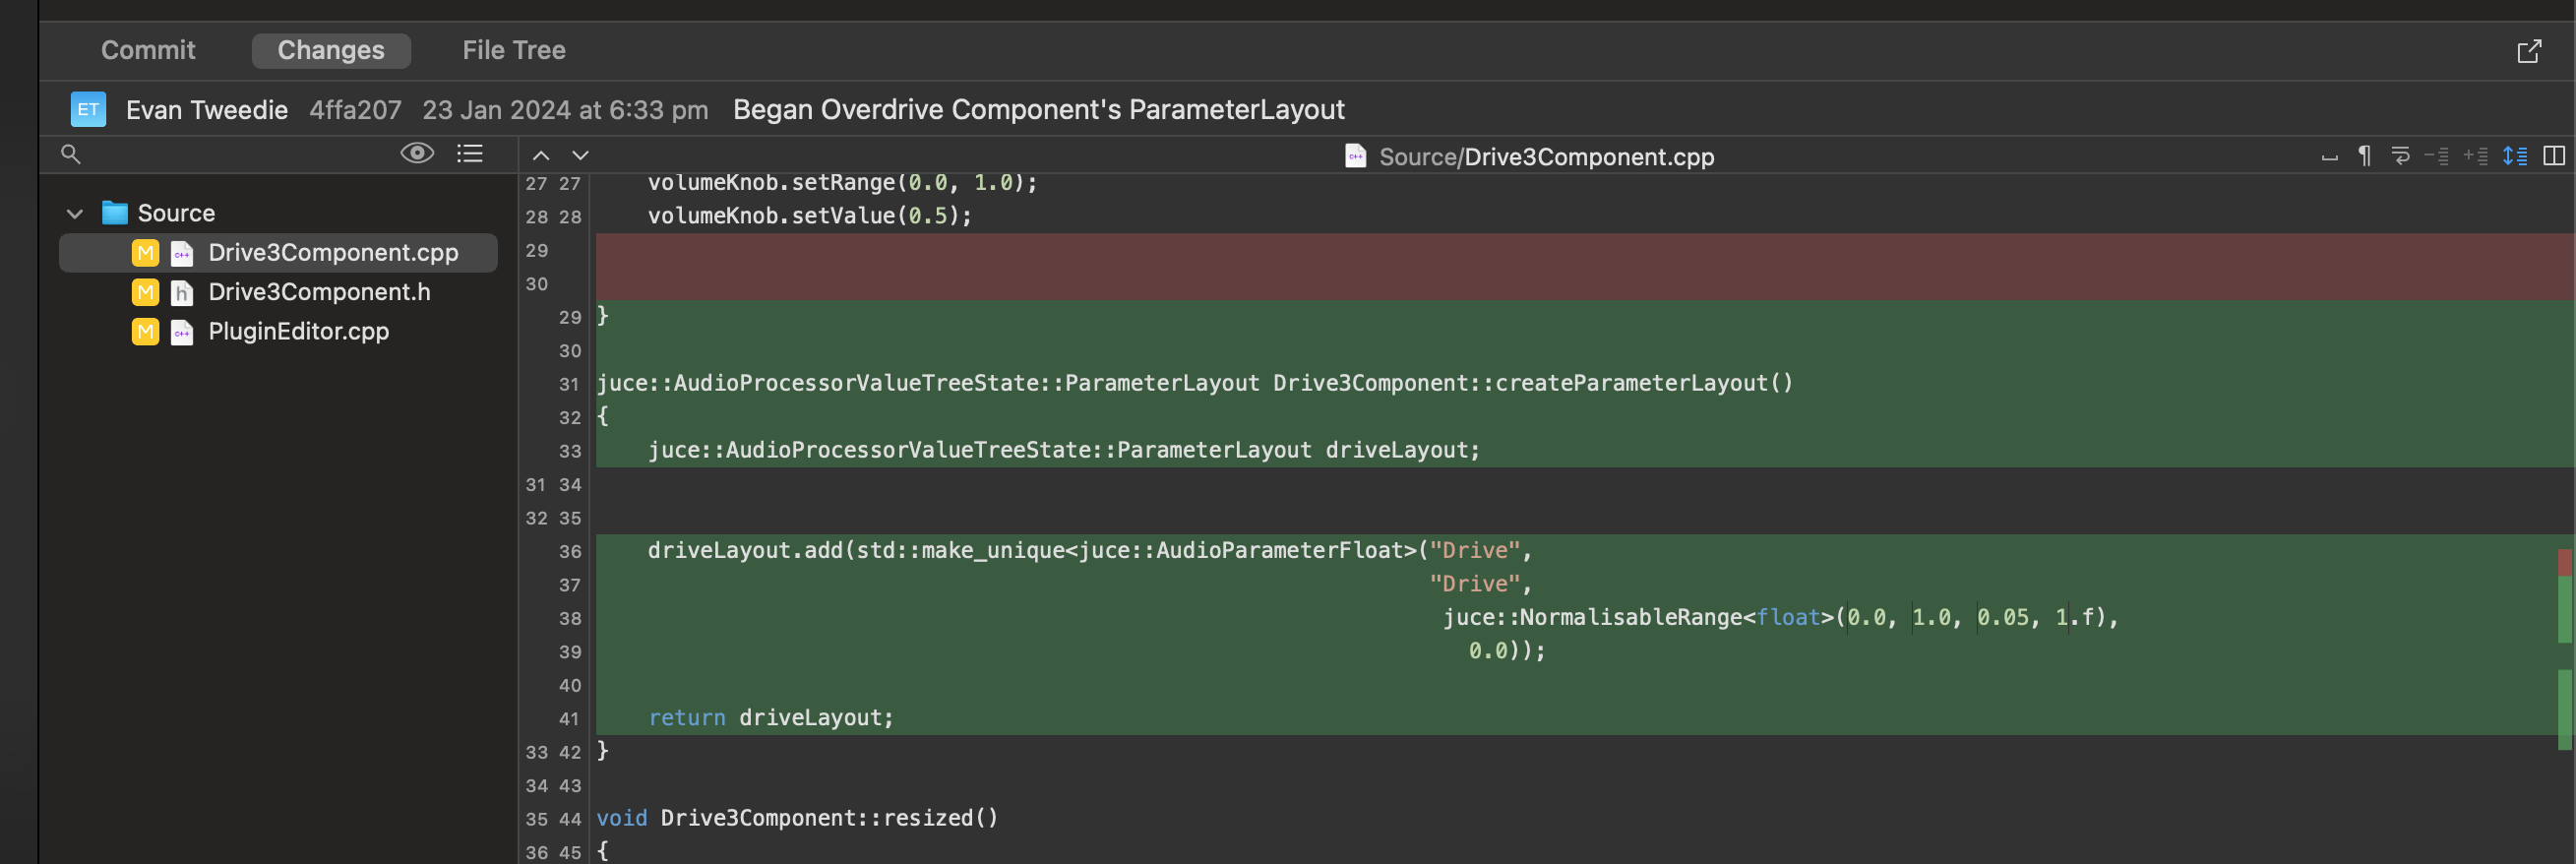 Commit Changes File Tree
ET Evan Tweedie 4ffa207 23 Jan 2024 at 6:33 pm Began Overdrive Component's ParameterLayout
Source/Drive3Component.cpp
Source
M c++ Drive3Component.cpp
M h Drive3Component.h
M c++ PluginEditor.cpp
27 27     volumeKnob.setRange(0.0, 1.0);
28 28     volumeKnob.setValue(0.5);
29
30
29 }
30
31 juce::AudioProcessorValueTreeState::ParameterLayout Drive3Component::createParameterLayout()
32 {
33     juce::AudioProcessorValueTreeState::ParameterLayout driveLayout;
31 34
32 35
36     driveLayout.add(std::make_unique<juce::AudioParameterFloat>("Drive",
37                                                                 "Drive",
38                                                                  juce::NormalisableRange<float>(0.0, 1.0, 0.05, 1.f),
39                                                                    0.0));
40
41     return driveLayout;
33 42 }
34 43
35 44 void Drive3Component::resized()
36 45 {